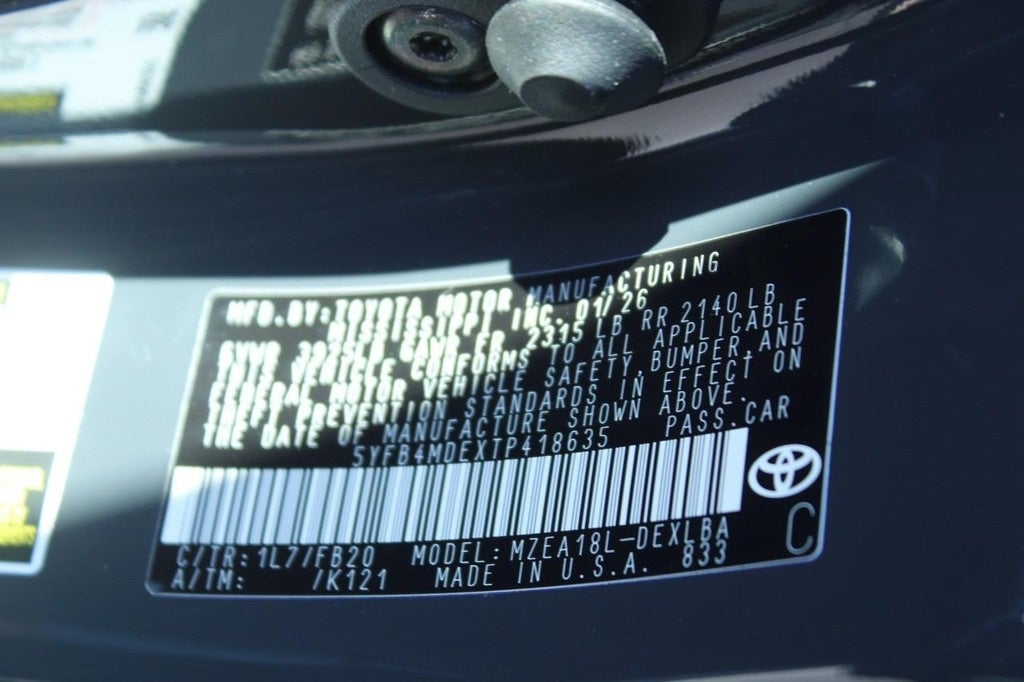 MFD.BY:TOYOTA MOTOR MANUFACTURING
MISSISSIPPI INC. 01/26
GVWR 3925LB GAWR FR 2315 LB RR 2140 LB
THIS VEHICLE CONFORMS TO ALL APPLICABLE
FEDERAL MOTOR VEHICLE SAFETY, BUMPER, AND
THEFT PREVENTION STANDARDS IN EFFECT ON
THE DATE OF MANUFACTURE SHOWN ABOVE.
5YFB4MDEXTP418635 PASS.CAR
C/TR:1L7/FB20 MODEL:MZEA18L-DEXLBA
A/TM: /K121 MADE IN U.S.A. 833
C